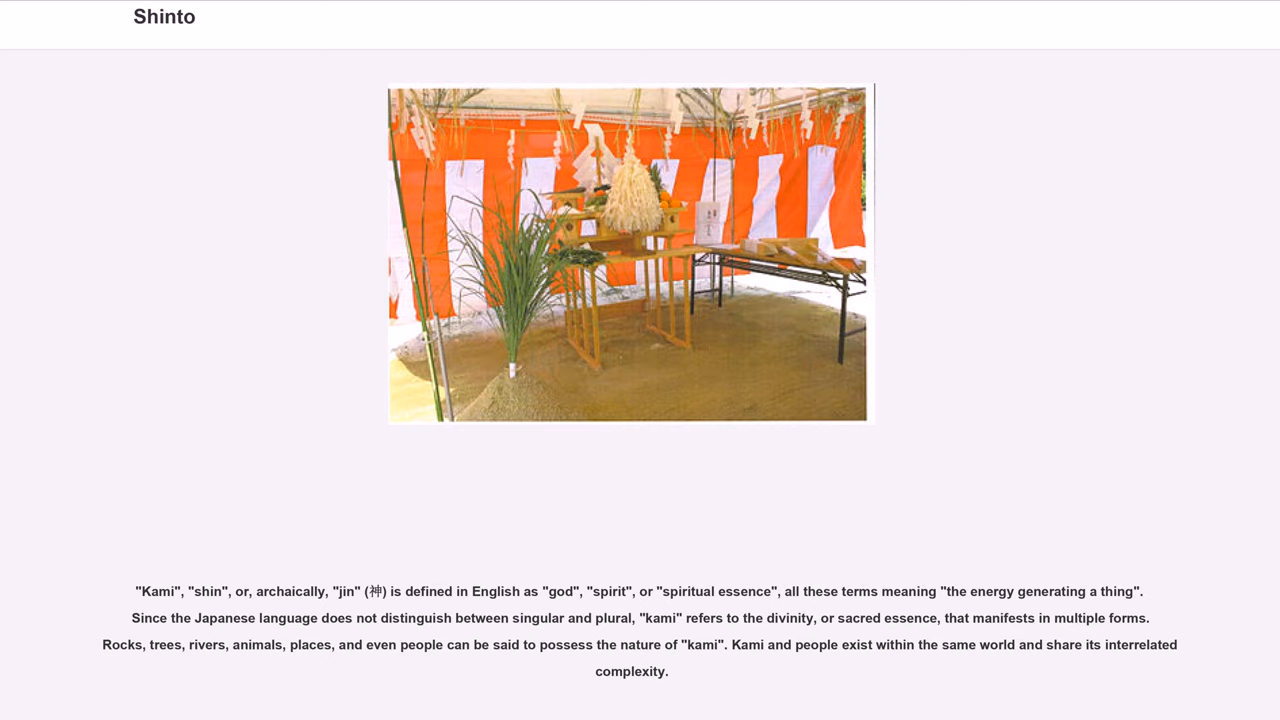 Shinto
"Kami", "shin", or, archaically, "jin" (神) is defined in English as "god", "spirit", or "spiritual essence", all these terms meaning "the energy generating a thing".
Since the Japanese language does not distinguish between singular and plural, "kami" refers to the divinity, or sacred essence, that manifests in multiple forms.
Rocks, trees, rivers, animals, places, and even people can be said to possess the nature of "kami". Kami and people exist within the same world and share its interrelated
complexity.